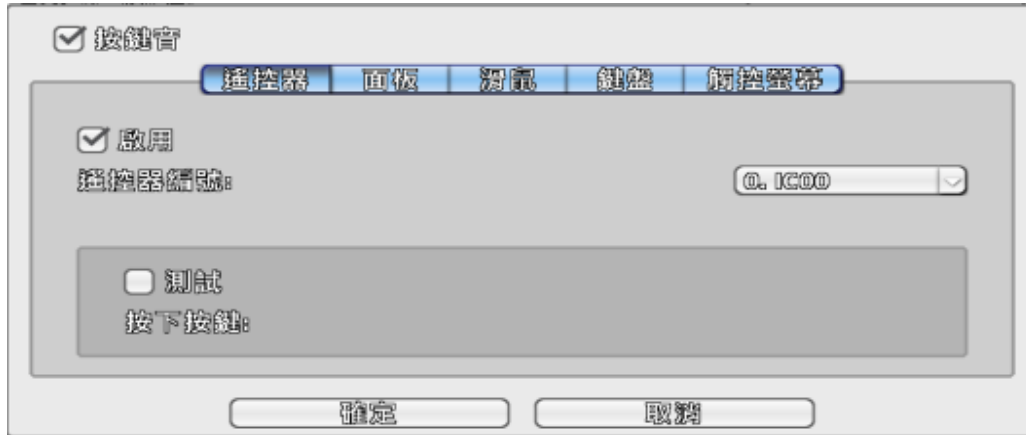 按鍵音
遙控器 面板 滑鼠 鍵盤 觸控螢幕
啟用
遙控器編號: 0. IC00
測試
按下按鍵:
確定 取消